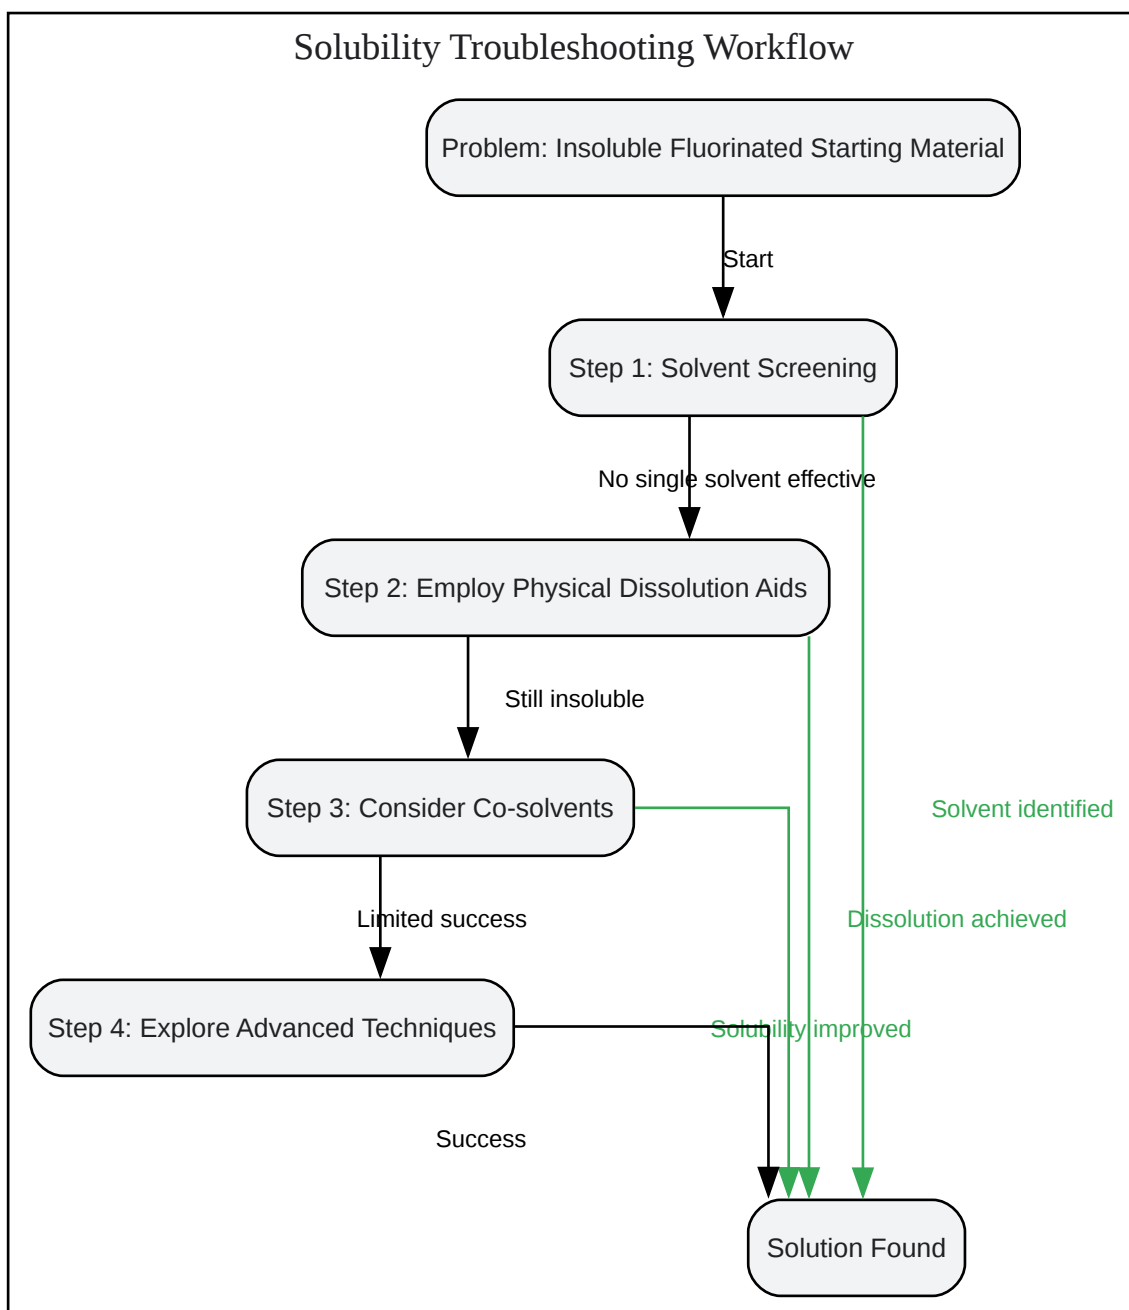 Solubility Troubleshooting Workflow
Problem: Insoluble Fluorinated Starting Material
Start
Step 1: Solvent Screening
No single solvent effective
Step 2: Employ Physical Dissolution Aids
Still insoluble
Step 3: Consider Co-solvents
Solvent identified
Limited success
Dissolution achieved
Step 4: Explore Advanced Techniques
Solubility improved
Success
Solution Found